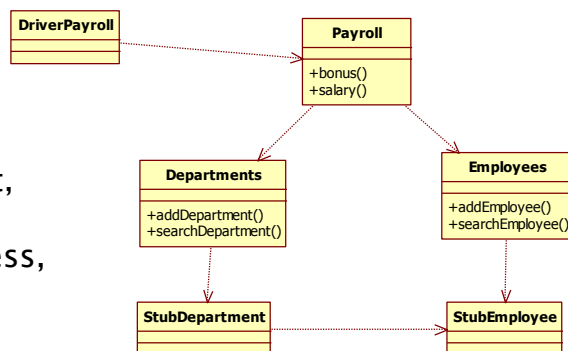 DriverPayroll
Payroll
+bonus()
+salary()
Departments
+addDepartment()
+searchDepartment()
Employees
+addEmployee()
+searchEmployee()
StubDepartment
StubEmployee